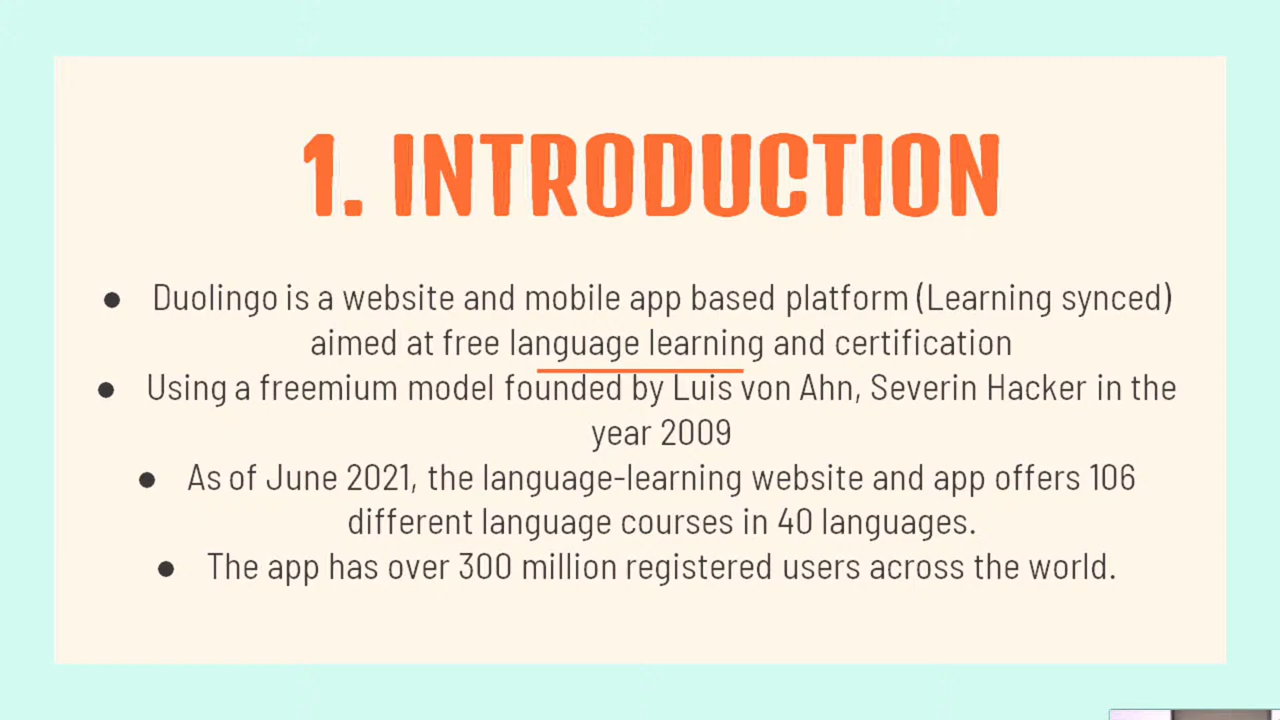 1. INTRODUCTION
● Duolingo is a website and mobile app based platform (Learning synced)
aimed at free language learning and certification
● Using a freemium model founded by Luis von Ahn, Severin Hacker in the
year 2009
● As of June 2021, the language-learning website and app offers 106
different language courses in 40 languages.
● The app has over 300 million registered users across the world.